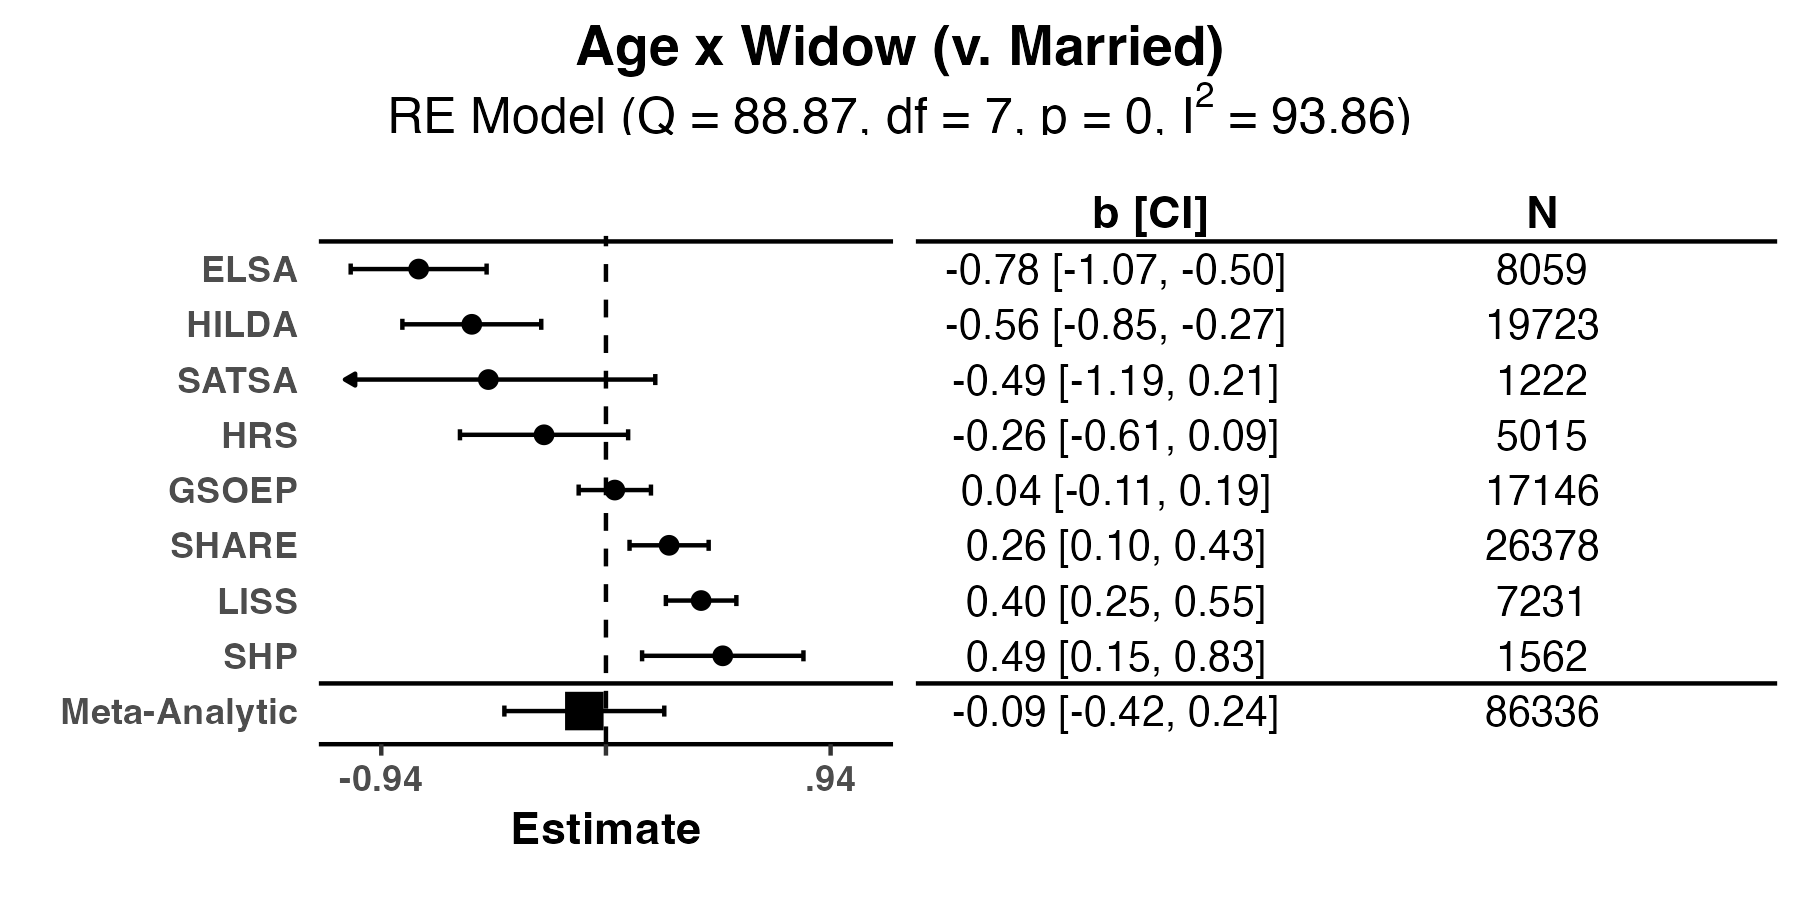 Age x Widow (v. Married)
RE Model (Q = 88.87, df = 7, p = 0, I² = 93.86)
b [CI] N
ELSA -0.78 [-1.07, -0.50] 8059
HILDA -0.56 [-0.85, -0.27] 19723
SATSA -0.49 [-1.19, 0.21] 1222
HRS -0.26 [-0.61, 0.09] 5015
GSOEP 0.04 [-0.11, 0.19] 17146
SHARE 0.26 [0.10, 0.43] 26378
LISS 0.40 [0.25, 0.55] 7231
SHP 0.49 [0.15, 0.83] 1562
Meta-Analytic -0.09 [-0.42, 0.24] 86336
-0.94 .94
Estimate